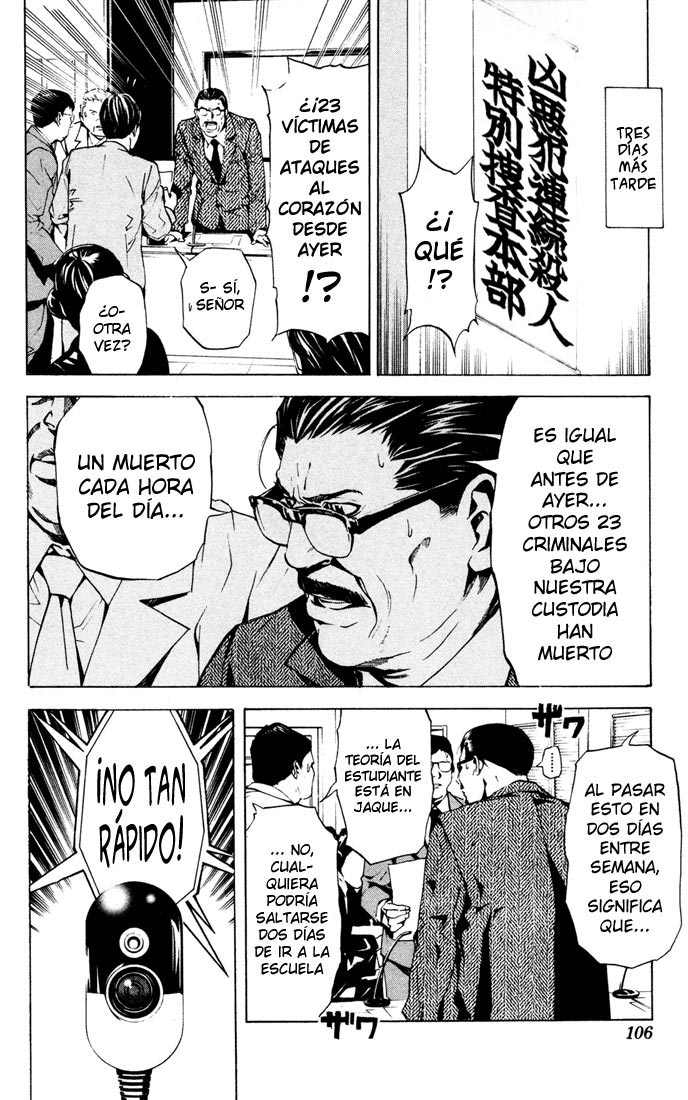 TRES
DÍAS
MÁS
TARDE
凶悪犯連続殺人
特別捜査本部
¿¡
QUÉ
!?
¿¡23
VÍCTIMAS
DE
ATAQUES
AL
CORAZÓN
DESDE
AYER
!?
S- SÍ,
SEÑOR
¿O-
OTRA
VEZ?
ES IGUAL
QUE
ANTES DE
AYER...
OTROS 23
CRIMINALES
BAJO
NUESTRA
CUSTODIA
HAN
MUERTO
UN MUERTO
CADA HORA
DEL DÍA...
ザワ
AL PASAR
ESTO EN
DOS DÍAS
ENTRE
SEMANA,
ESO
SIGNIFICA
QUE...
......
... LA
TEORÍA DEL
ESTUDIANTE
ESTÁ EN
JAQUE...
... NO,
CUAL-
QUIERA
PODRÍA
SALTARSE
DOS DÍAS
DE IR A LA
ESCUELA
ザワ
¡NO TAN
RÁPIDO!
106